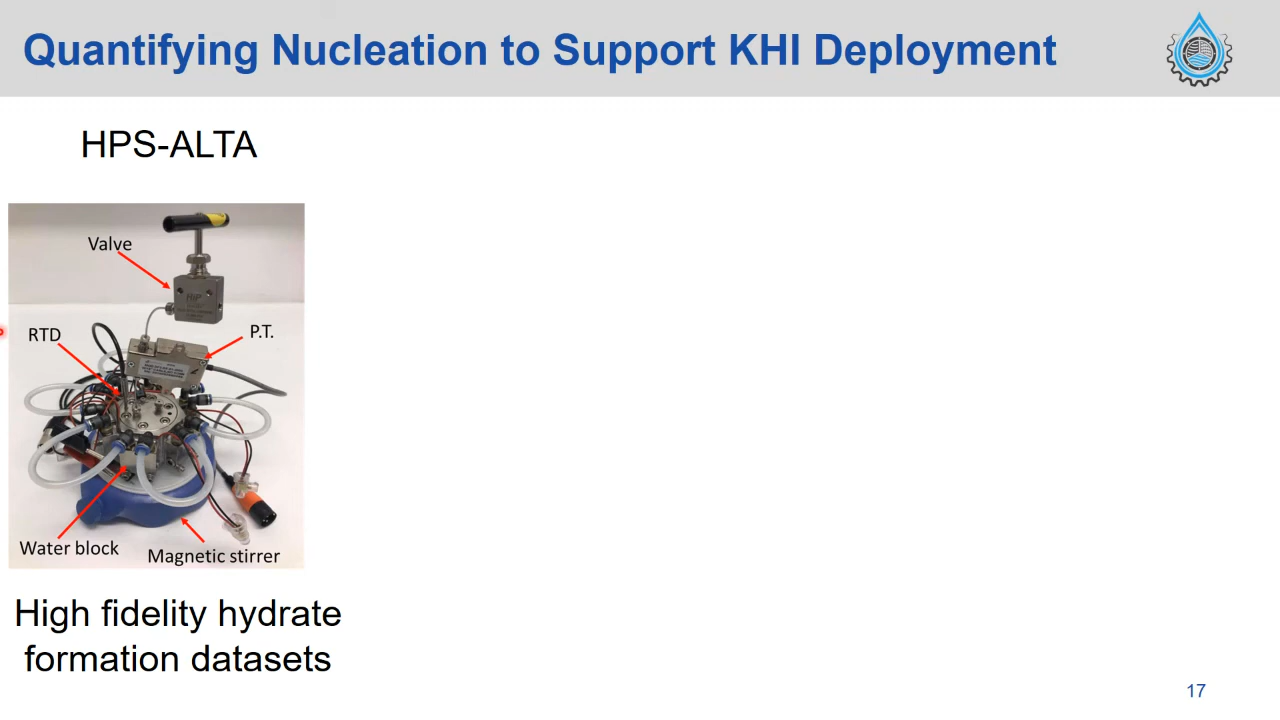 Quantifying Nucleation to Support KHI Deployment
HPS-ALTA
Valve
HiP
RTD
P.T.
Water block
Magnetic stirrer
High fidelity hydrate
formation datasets
17